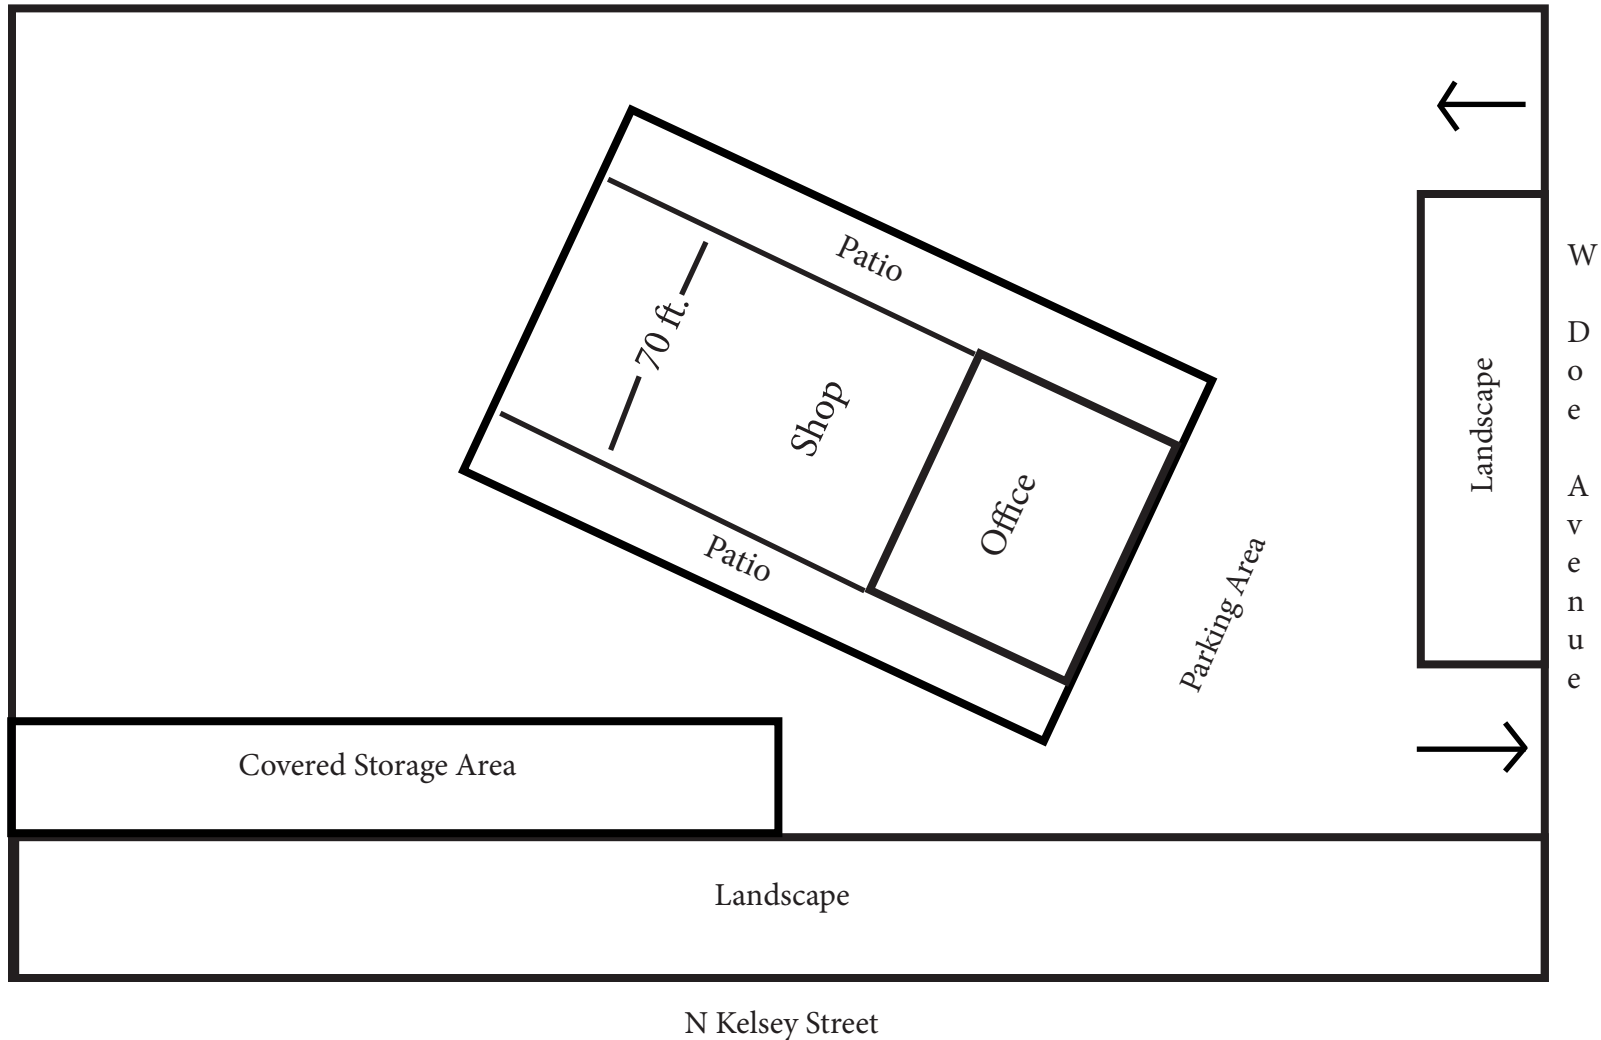 Patio
70 ft.
Shop
Office
Patio
Parking Area
Landscape
W Doe Avenue
Covered Storage Area
Landscape
N Kelsey Street